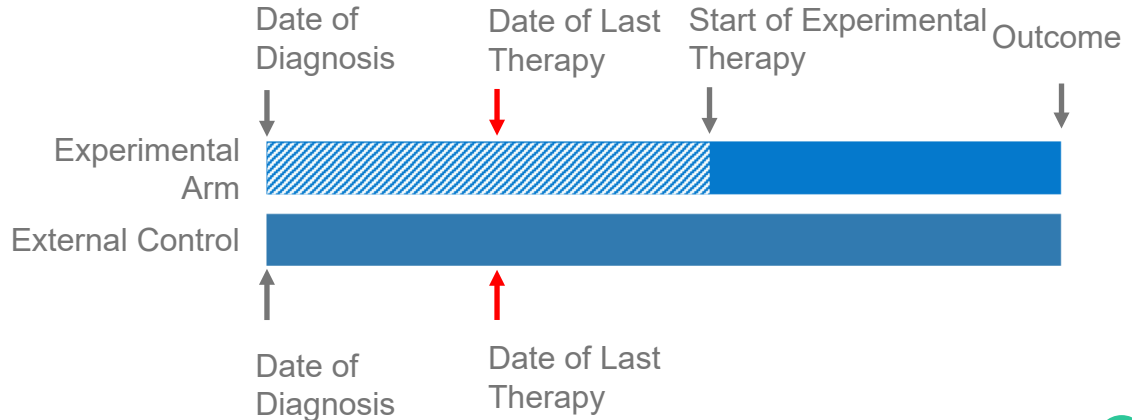 Date of
Diagnosis
Date of Last
Therapy
Start of Experimental
Therapy
Outcome
Experimental
Arm
External Control
Date of
Diagnosis
Date of Last
Therapy